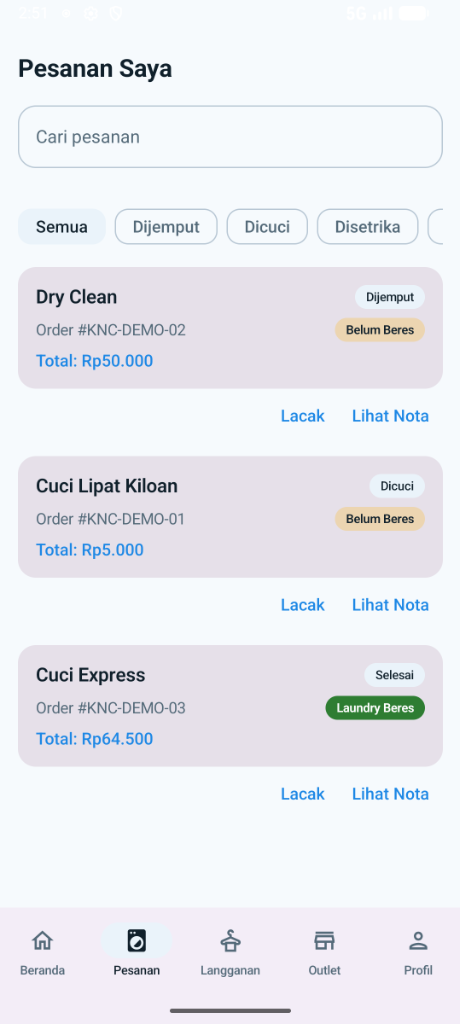 2:51
5G
Pesanan Saya
Cari pesanan
Semua
Dijemput
Dicuci
Disetrika
Dry Clean
Dijemput
Order #KNC-DEMO-02
Belum Beres
Total: Rp50.000
Lacak
Lihat Nota
Cuci Lipat Kiloan
Dicuci
Order #KNC-DEMO-01
Belum Beres
Total: Rp5.000
Lacak
Lihat Nota
Cuci Express
Selesai
Order #KNC-DEMO-03
Laundry Beres
Total: Rp64.500
Lacak
Lihat Nota
Beranda
Pesanan
Langganan
Outlet
Profil